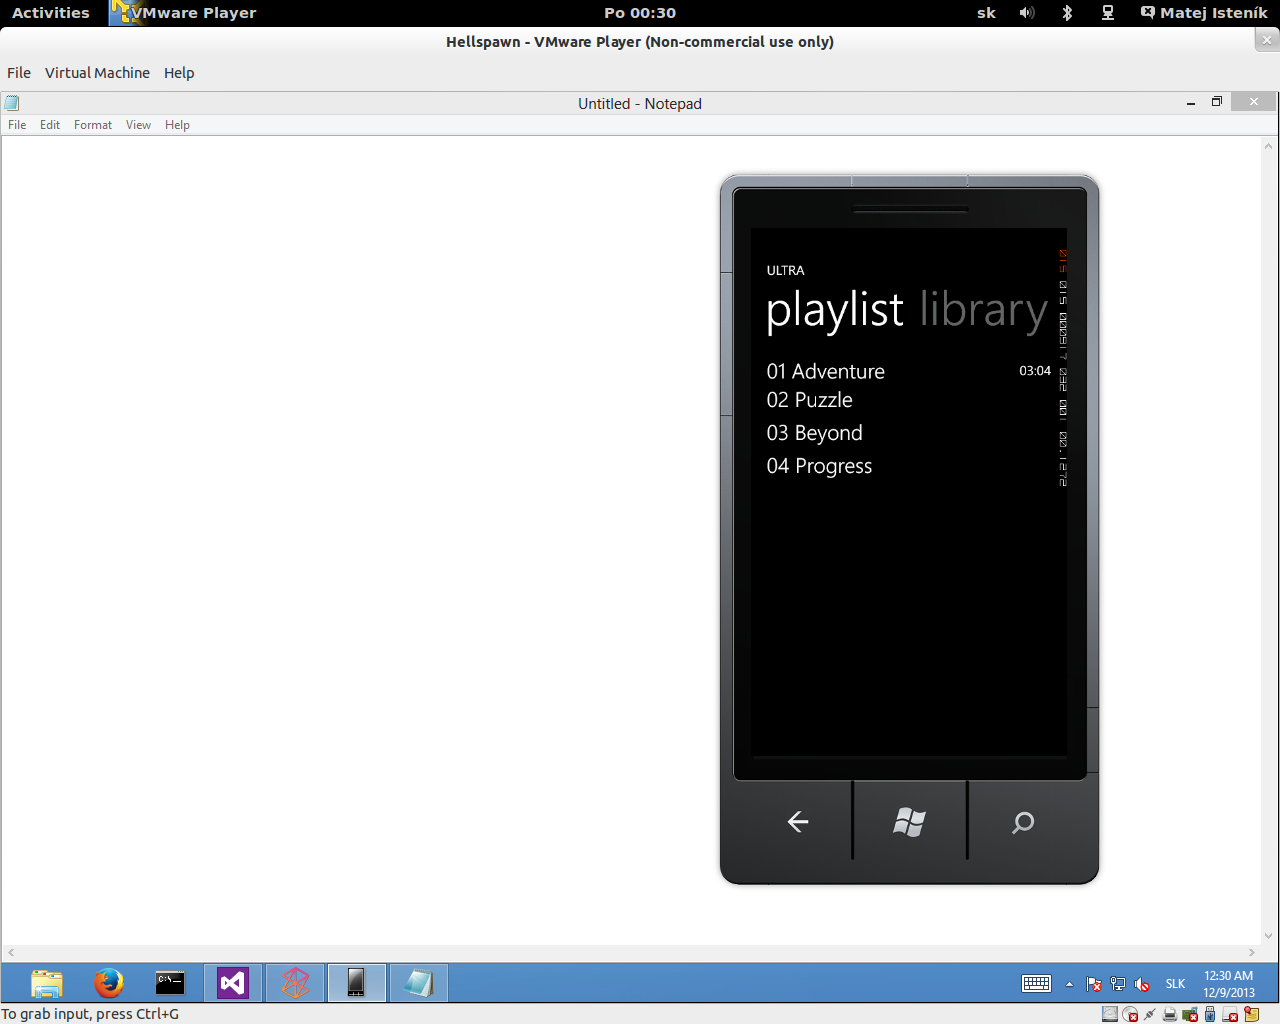 Activities VMware Player Po 00:30 sk Matej Isteník
Hellspawn - VMware Player (Non-commercial use only)
File Virtual Machine Help
Untitled - Notepad
File Edit Format View Help
ULTRA
playlist library
01 Adventure 03:04
02 Puzzle
03 Beyond
04 Progress
SLK
12:30 AM
12/9/2013
To grab input, press Ctrl+G